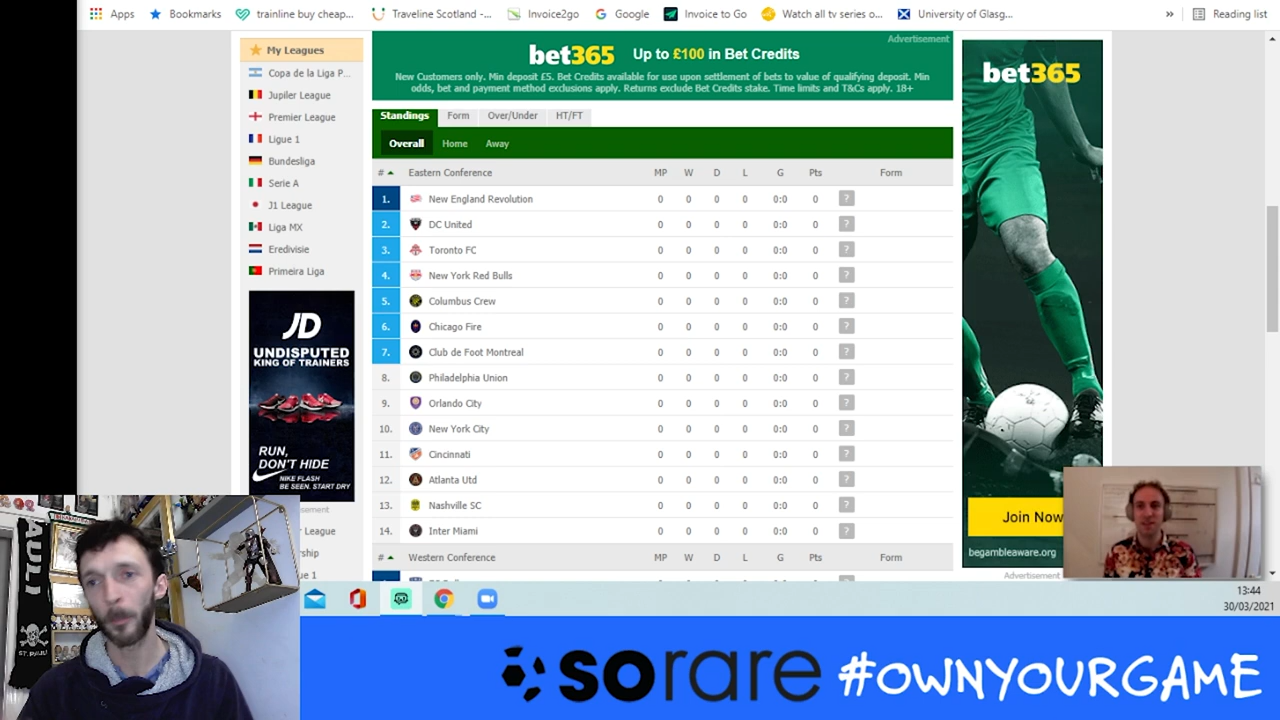 Apps Bookmarks trainline buy cheap... Traveline Scotland -... Invoice2go Google Invoice to Go Watch all tv series o... University of Glasg... » Reading list
My Leagues
Copa de la Liga P...
Jupiler League
Premier League
Ligue 1
Bundesliga
Serie A
J1 League
Liga MX
Eredivisie
Primeira Liga
JD
UNDISPUTED
KING OF TRAINERS
RUN,
DON'T HIDE
NIKE FLASH
BE SEEN. START DRY
Advertisement
bet365 Up to £100 in Bet Credits
New Customers only. Min deposit £5. Bet Credits available for use upon settlement of bets to value of qualifying deposit. Min
odds, bet and payment method exclusions apply. Returns exclude Bet Credits stake. Time limits and T&Cs apply. 18+
Standings Form Over/Under HT/FT
Overall Home Away
# Eastern Conference MP W D L G Pts Form
1. New England Revolution 0 0 0 0 0:0 0 ?
2. DC United 0 0 0 0 0:0 0 ?
3. Toronto FC 0 0 0 0 0:0 0 ?
4. New York Red Bulls 0 0 0 0 0:0 0 ?
5. Columbus Crew 0 0 0 0 0:0 0 ?
6. Chicago Fire 0 0 0 0 0:0 0 ?
7. Club de Foot Montreal 0 0 0 0 0:0 0 ?
8. Philadelphia Union 0 0 0 0 0:0 0 ?
9. Orlando City 0 0 0 0 0:0 0 ?
10. New York City 0 0 0 0 0:0 0 ?
11. Cincinnati 0 0 0 0 0:0 0 ?
12. Atlanta Utd 0 0 0 0 0:0 0 ?
13. Nashville SC 0 0 0 0 0:0 0 ?
14. Inter Miami 0 0 0 0 0:0 0 ?
# Western Conference MP W D L G Pts Form
bet365
Join Now
begambleaware.org
Advertisement
ST. PAULI
13:44
30/03/2021
sorare #OWNYOURGAME